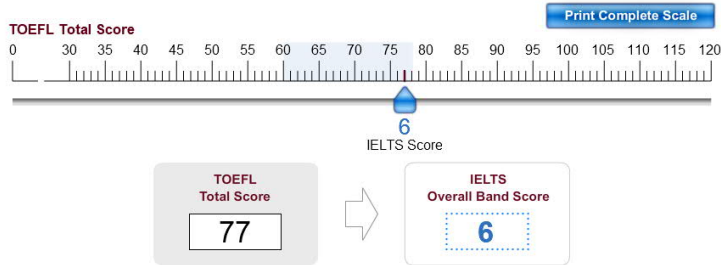 Print Complete Scale
TOEFL Total Score
0 30 35 40 45 50 55 60 65 70 75 80 85 90 95 100 105 110 115 120
6
IELTS Score
TOEFL
Total Score
77
IELTS
Overall Band Score
6